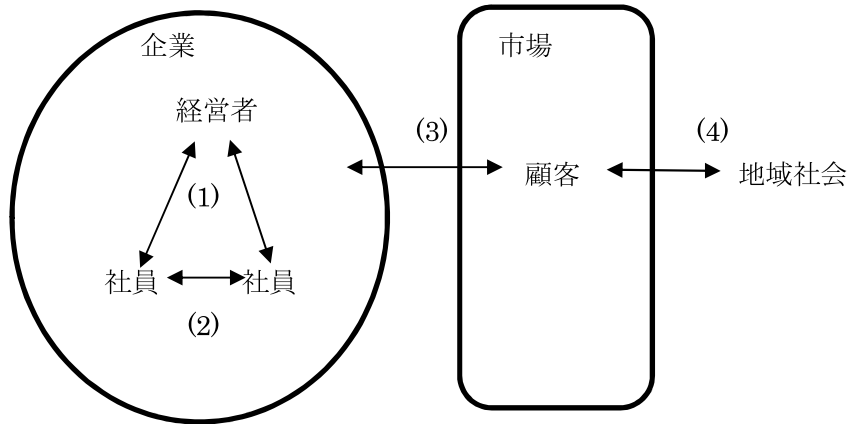 企業
市場
経営者
(3)
(4)
顧客
地域社会
(1)
社員
社員
(2)